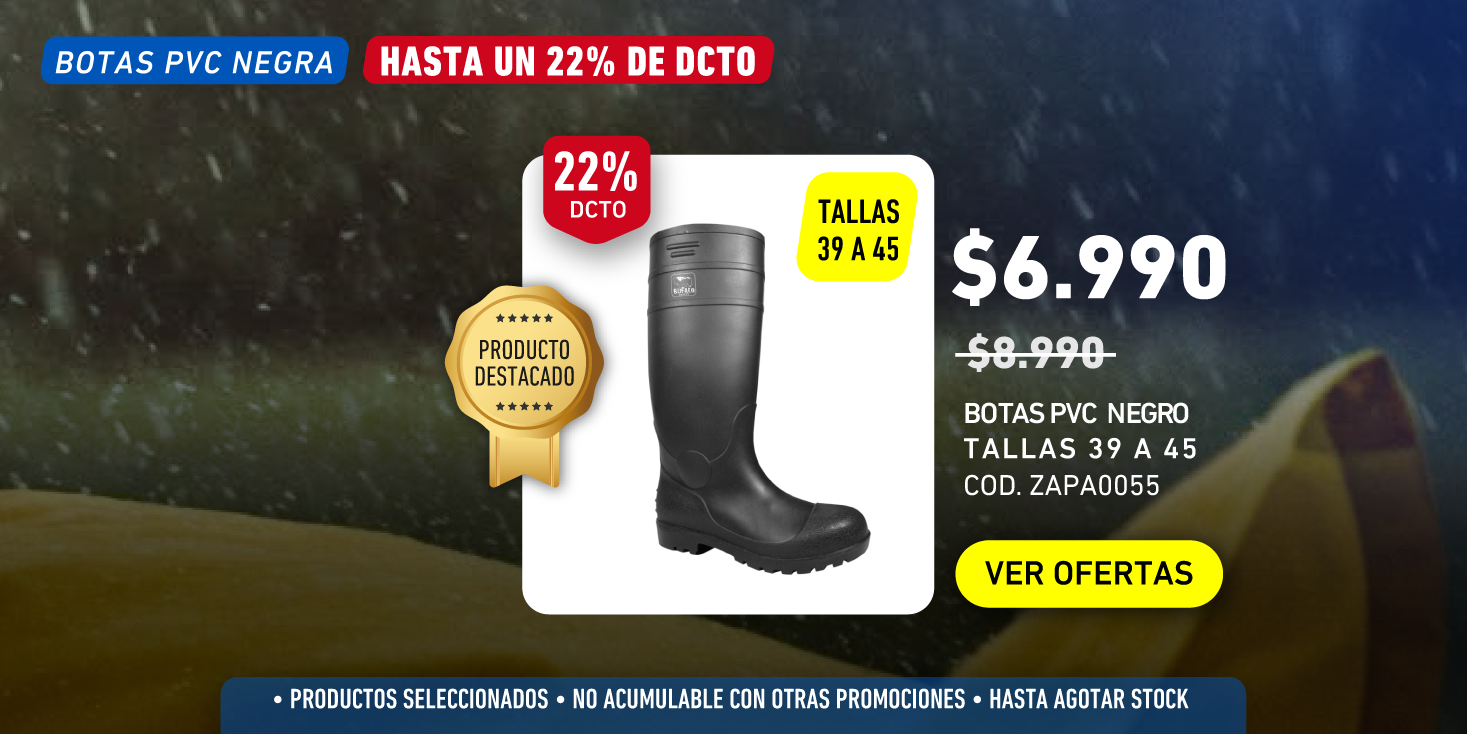 BOTAS PVC NEGRA
HASTA UN 22% DE DCTO
22%
DCTO
TALLAS
39 A 45
BUFALO
★★★★★
PRODUCTO
DESTACADO
★★★★★
$6.990
$8.990
BOTAS PVC NEGRO
TALLAS 39 A 45
COD. ZAPA0055
VER OFERTAS
• PRODUCTOS SELECCIONADOS • NO ACUMULABLE CON OTRAS PROMOCIONES • HASTA AGOTAR STOCK